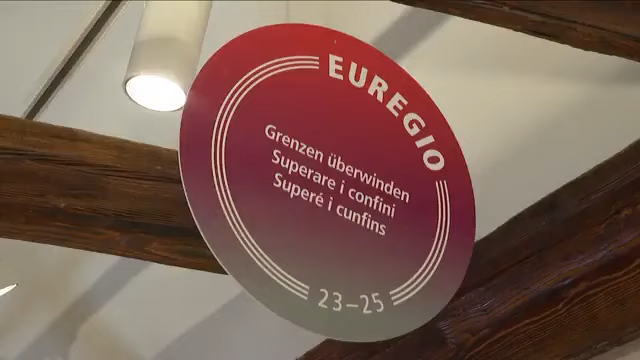 EUREGIO
Grenzen überwinden
Superare i confini
Superé i cunfins
23–25